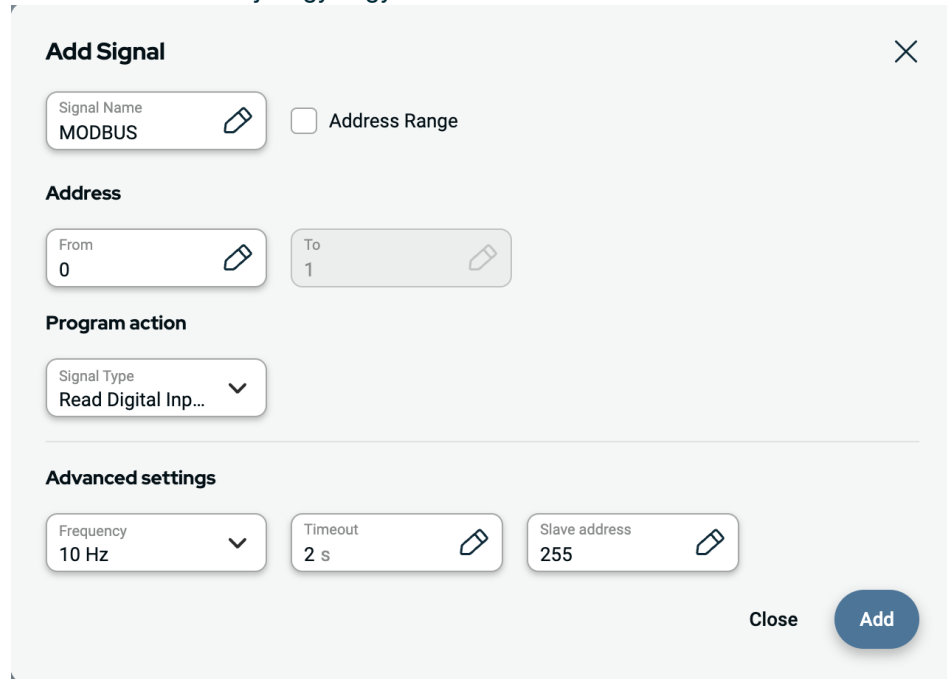 Add Signal
Signal Name
MODBUS
Address Range
Address
From
0
To
1
Program action
Signal Type
Read Digital Inp...
Advanced settings
Frequency
10 Hz
Timeout
2 s
Slave address
255
Close
Add